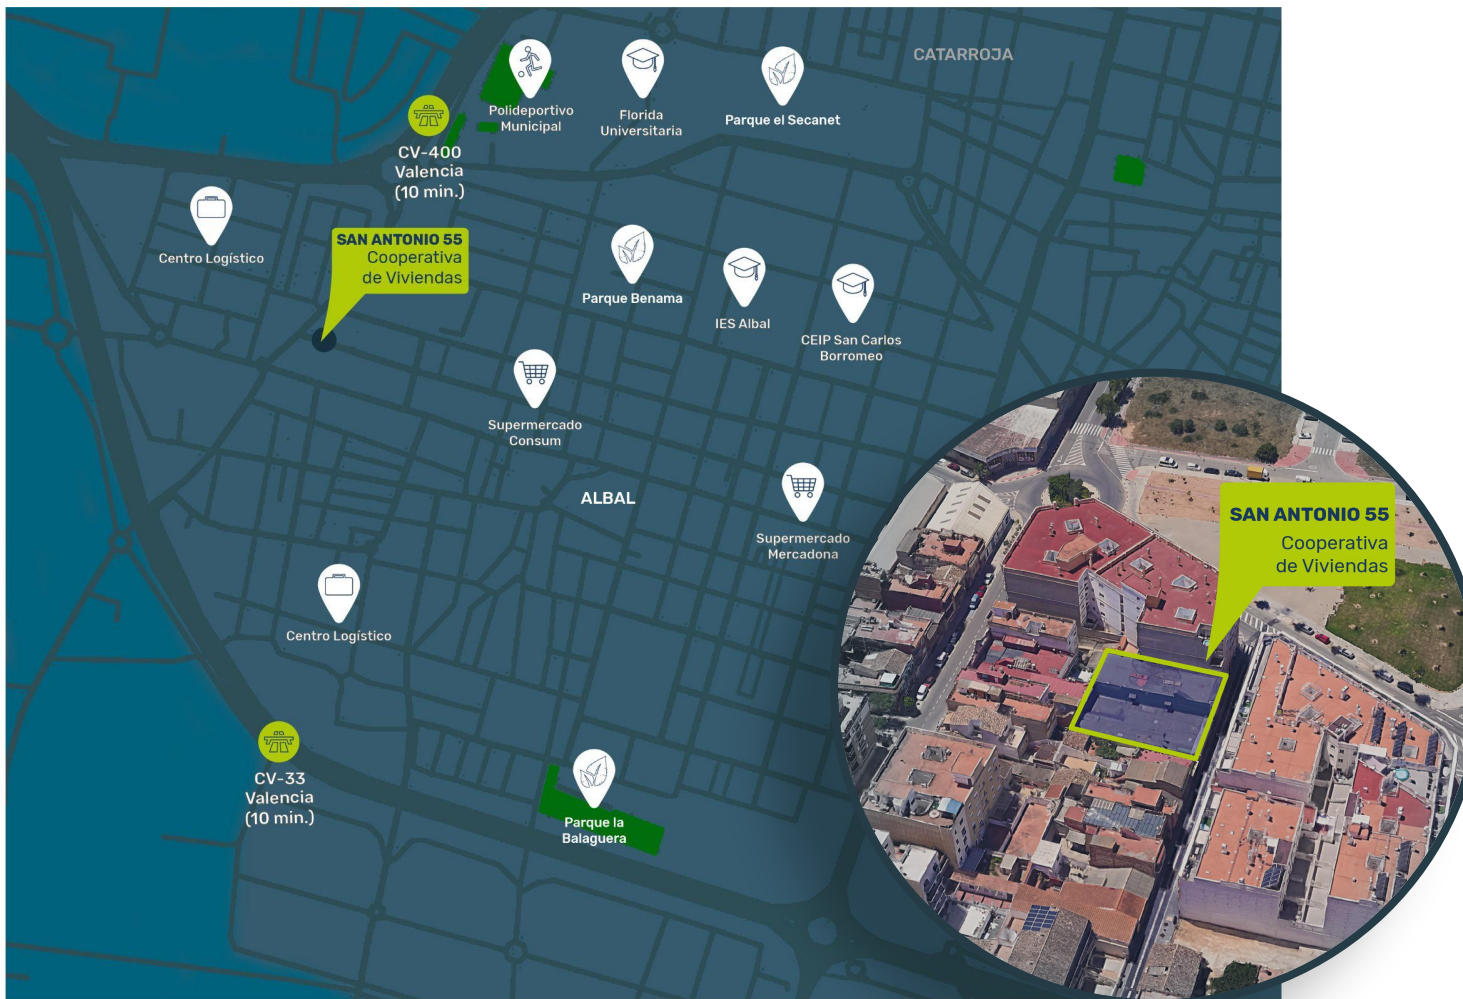 CATARROJA
Polideportivo
Municipal
Florida
Universitaria
Parque el Secanet
CV-400
Valencia
(10 min.)
Centro Logístico
SAN ANTONIO 55
Cooperativa
de Viviendas
Parque Benama
IES Albal
CEIP San Carlos
Borromeo
Supermercado
Consum
ALBAL
Supermercado
Mercadona
SAN ANTONIO 55
Cooperativa
de Viviendas
Centro Logístico
CV-33
Valencia
(10 min.)
Parque la
Balaguera